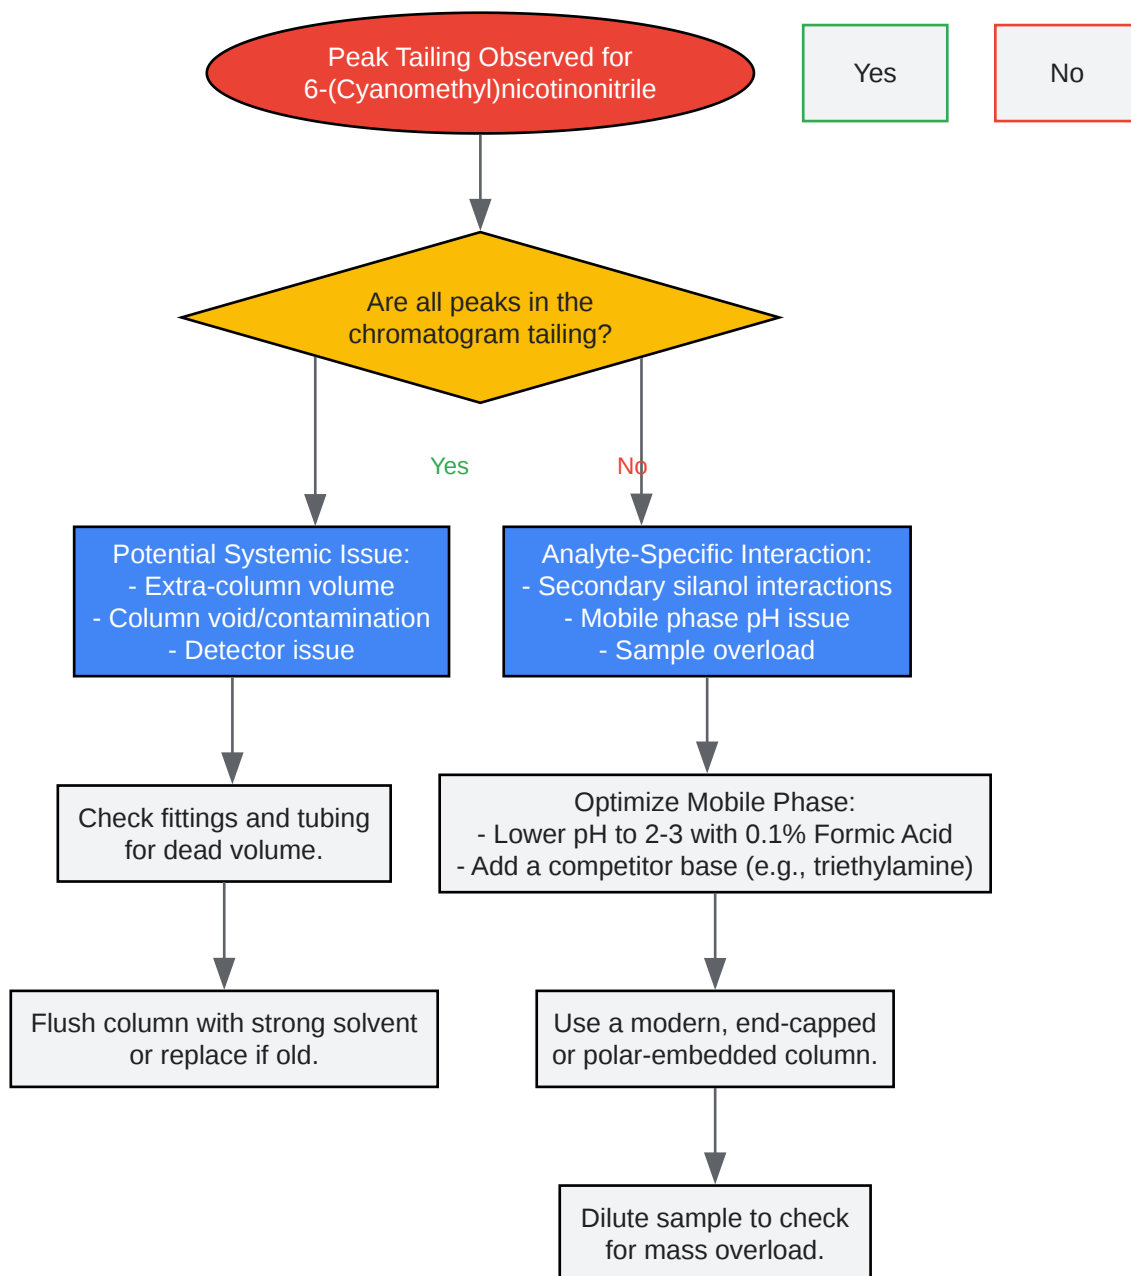 Peak Tailing Observed for
6-(Cyanomethyl)nicotinonitrile
Yes
No
Are all peaks in the
chromatogram tailing?
Yes
No
Potential Systemic Issue:
- Extra-column volume
- Column void/contamination
- Detector issue
Analyte-Specific Interaction:
- Secondary silanol interactions
- Mobile phase pH issue
- Sample overload
Check fittings and tubing
for dead volume.
Optimize Mobile Phase:
- Lower pH to 2-3 with 0.1% Formic Acid
- Add a competitor base (e.g., triethylamine)
Flush column with strong solvent
or replace if old.
Use a modern, end-capped
or polar-embedded column.
Dilute sample to check
for mass overload.